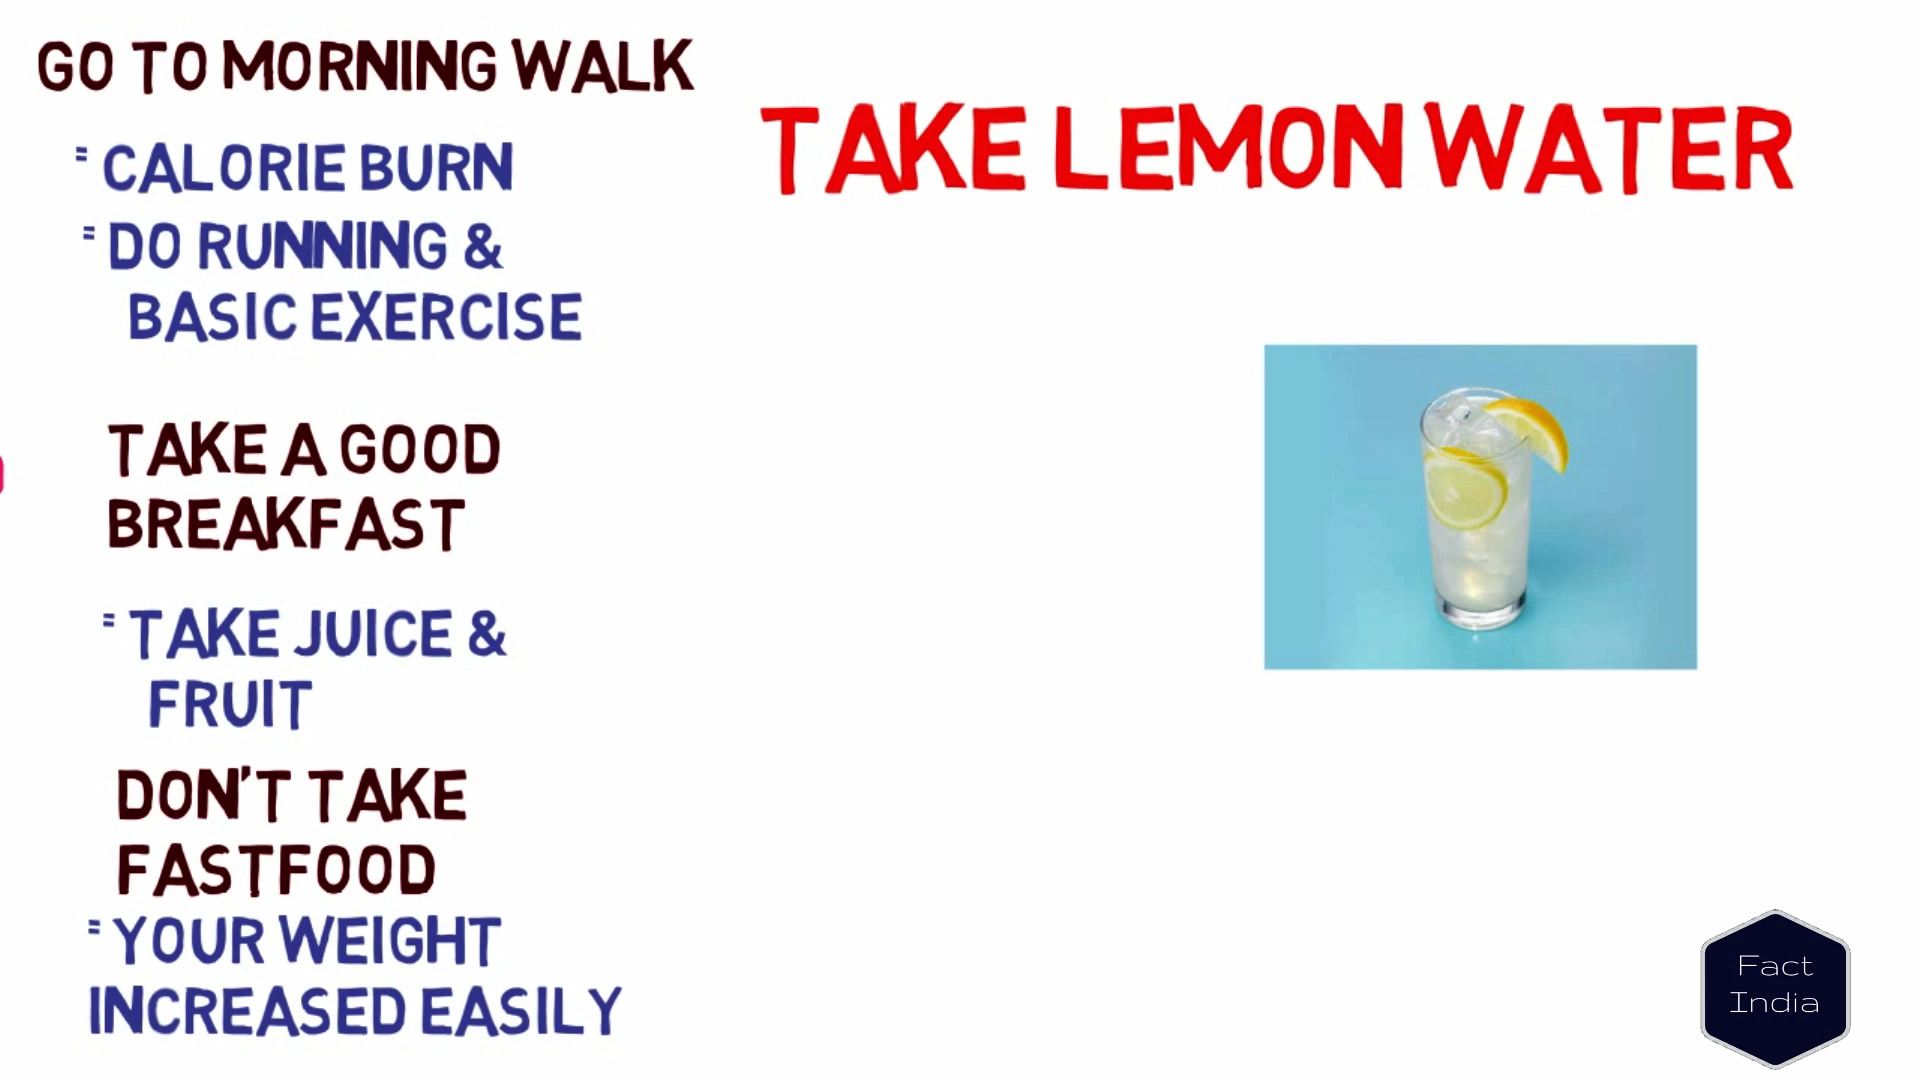 GO TO MORNING WALK
= CALORIE BURN
= DO RUNNING &
BASIC EXERCISE
TAKE A GOOD
BREAKFAST
= TAKE JUICE &
FRUIT
DON'T TAKE
FASTFOOD
= YOUR WEIGHT
INCREASED EASILY
TAKE LEMON WATER
Fact
India